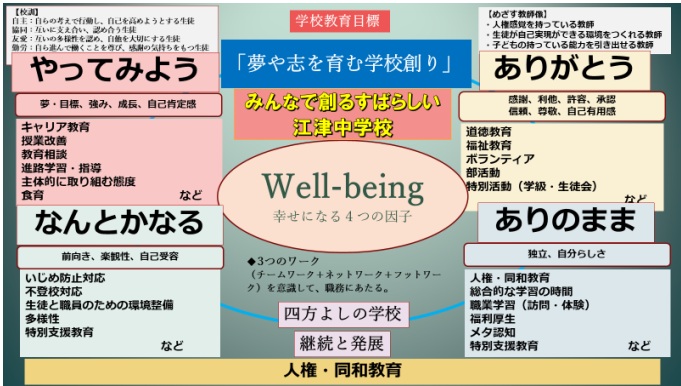 【校訓】
自主：自らの考えで行動し、自己を高めようとする生徒
協同：互いに支え合い、認め合う生徒
友愛：互いの多様性を認め、自他を大切にする生徒
勤労：自ら進んで働くことを尊び、感謝の気持ちをもつ生徒
学校教育目標
【めざす教師像】
・人権感覚を持っている教師
・生徒が自己実現ができる環境をつくれる教師
・子どもの持っている能力を引き出せる教師
「夢や志を育む学校創り」
みんなで創るすばらしい
江津中学校
やってみよう
夢・目標、強み、成長、自己肯定感
キャリア教育
授業改善
教育相談
進路学習・指導
主体的に取り組む態度
食育
など
ありがとう
感謝、利他、許容、承認
信頼、尊敬、自己有用感
道徳教育
福祉教育
ボランティア
部活動
特別活動（学級・生徒会）
など
Well-being
幸せになる４つの因子
なんとかなる
前向き、楽観性、自己受容
いじめ防止対応
不登校対応
生徒と職員のための環境整備
多様性
特別支援教育
など
ありのまま
独立、自分らしさ
人権・同和教育
総合的な学習の時間
職業学習（訪問・体験）
福利厚生
メタ認知
特別支援教育
など
◆3つのワーク
（チームワーク＋ネットワーク＋フットワー
ク）を意識して、職務にあたる。
四方よしの学校
継続と発展
人権・同和教育